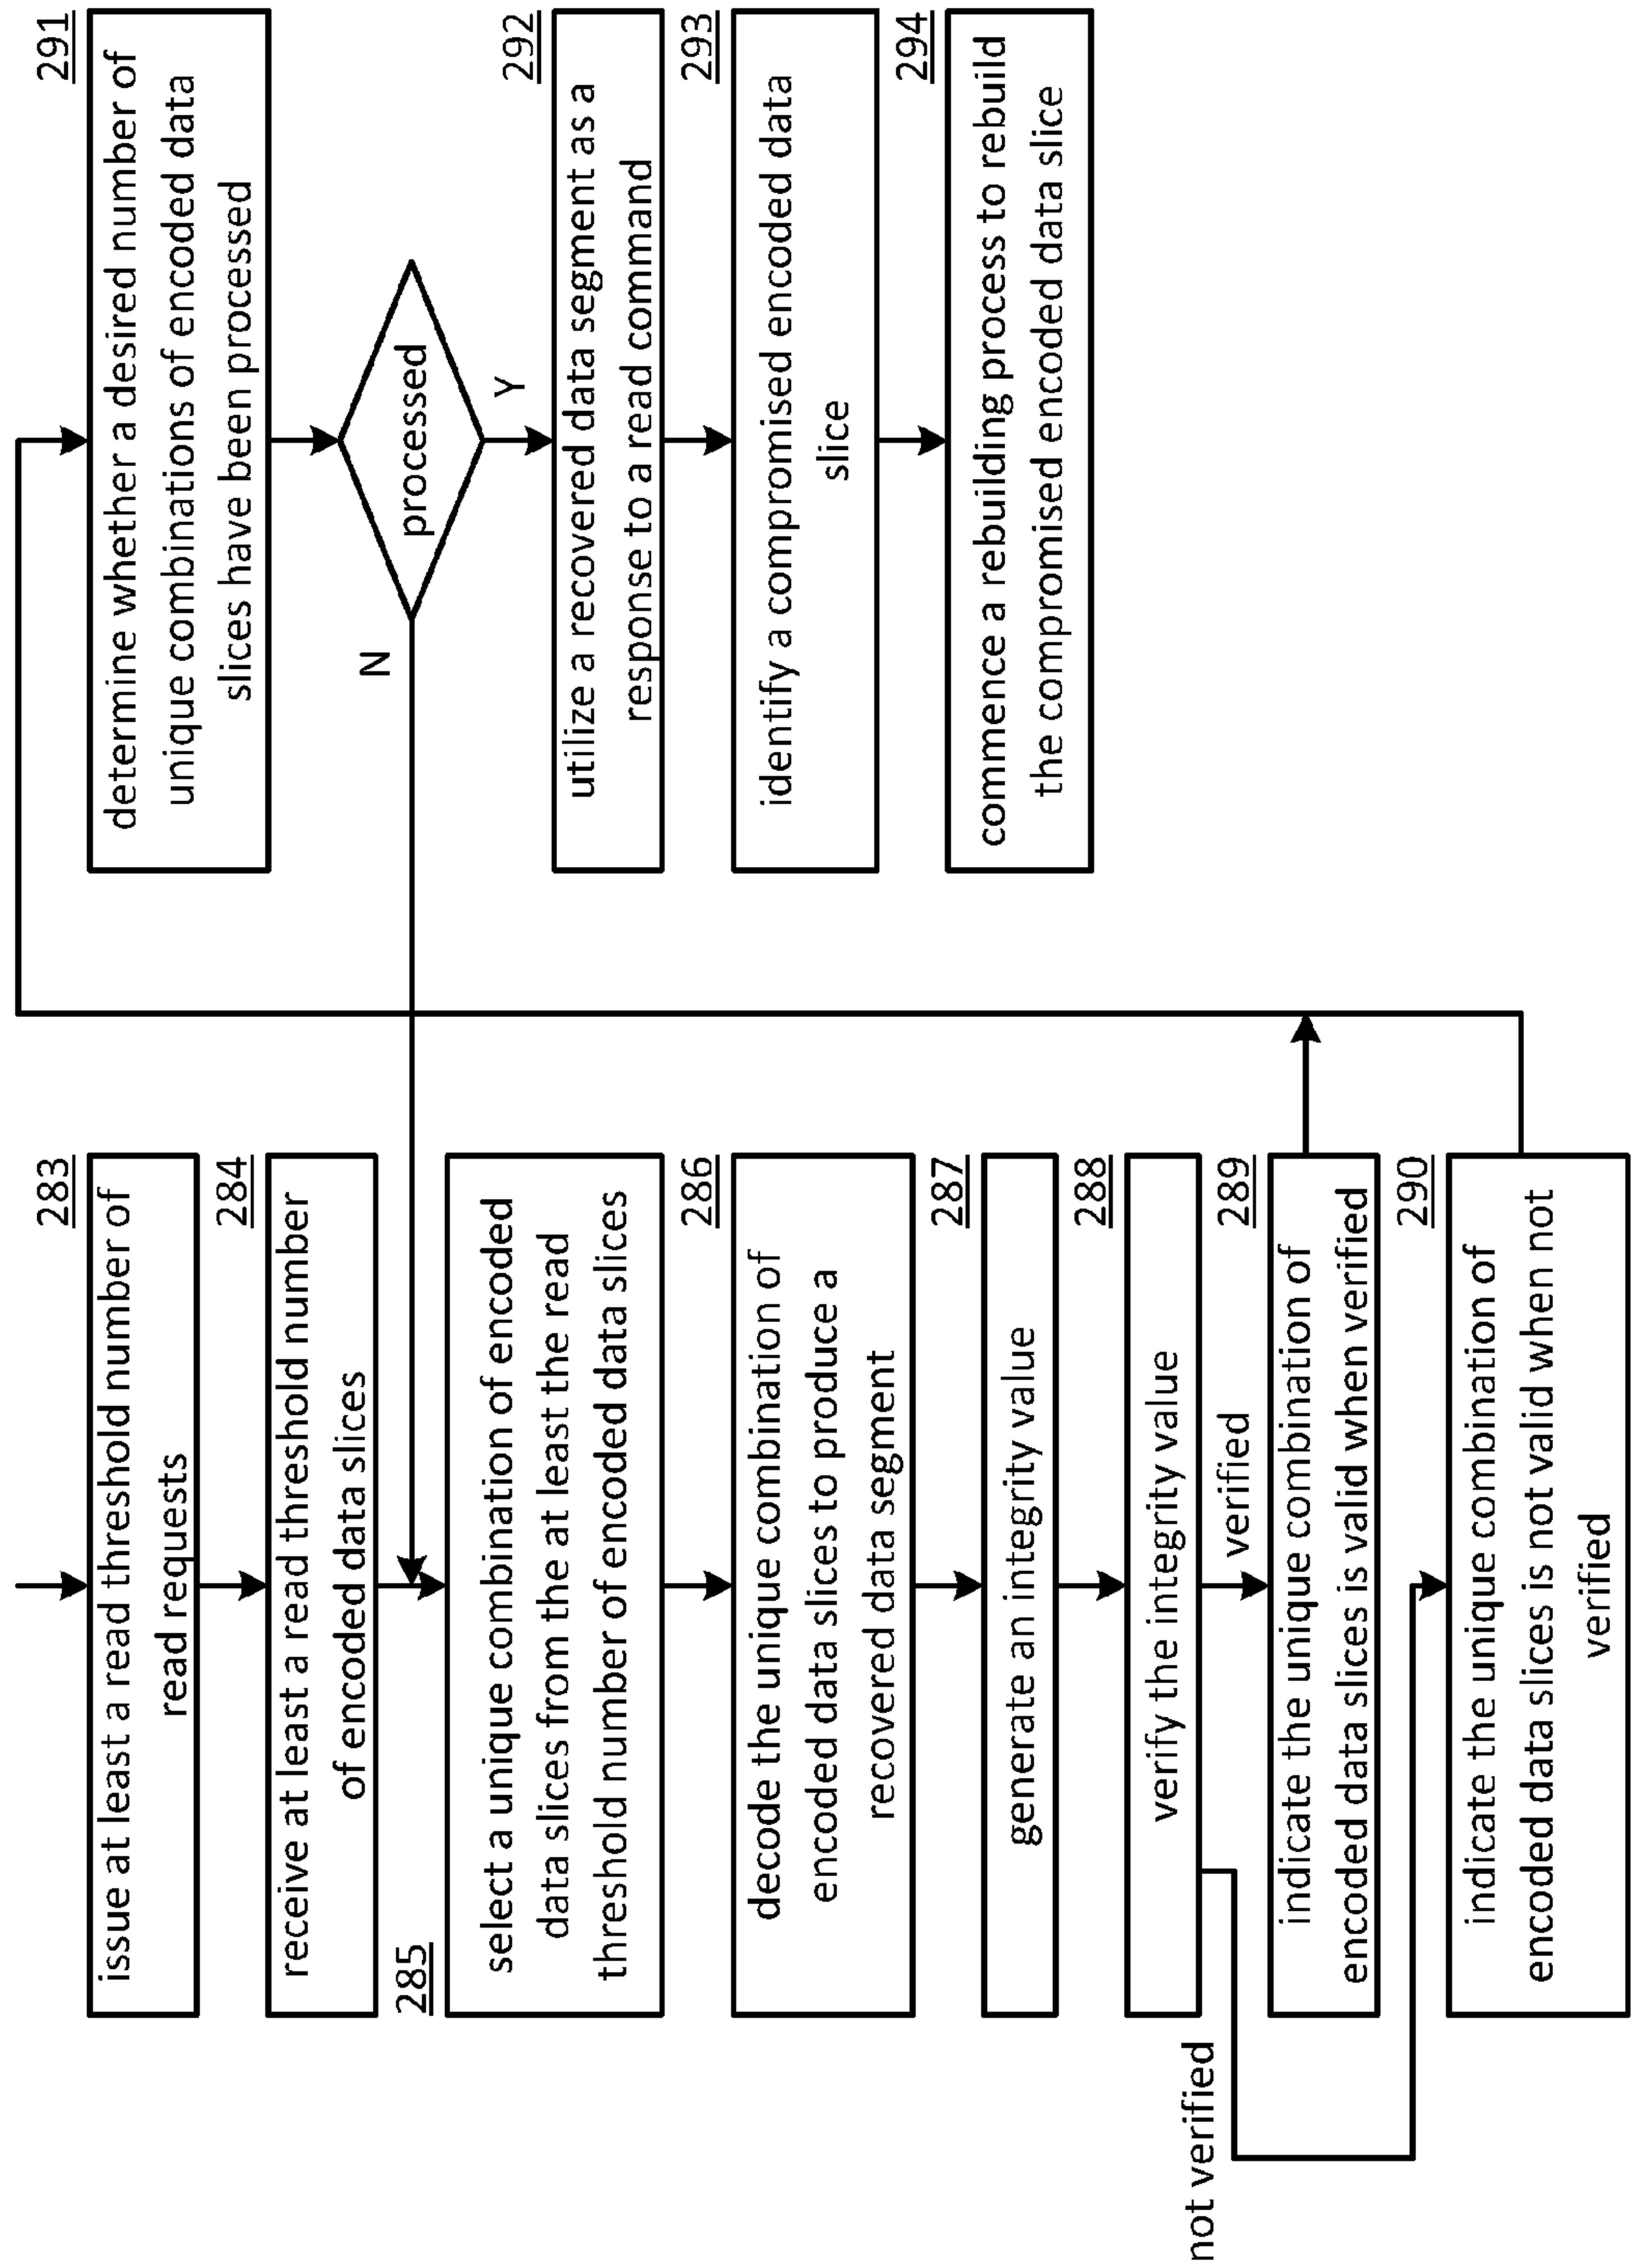 283
issue at least a read threshold number of
read requests
284
receive at least a read threshold number
of encoded data slices
285
select a unique combination of encoded
data slices from the at least the read
threshold number of encoded data slices
286
decode the unique combination of
encoded data slices to produce a
recovered data segment
287
generate an integrity value
288
verify the integrity value
verified
not verified
289
indicate the unique combination of
encoded data slices is valid when verified
290
indicate the unique combination of
encoded data slices is not valid when not
verified
291
determine whether a desired number of
unique combinations of encoded data
slices have been processed
processed
N
Y
292
utilize a recovered data segment as a
response to a read command
293
identify a compromised encoded data
slice
294
commence a rebuilding process to rebuild
the compromised encoded data slice